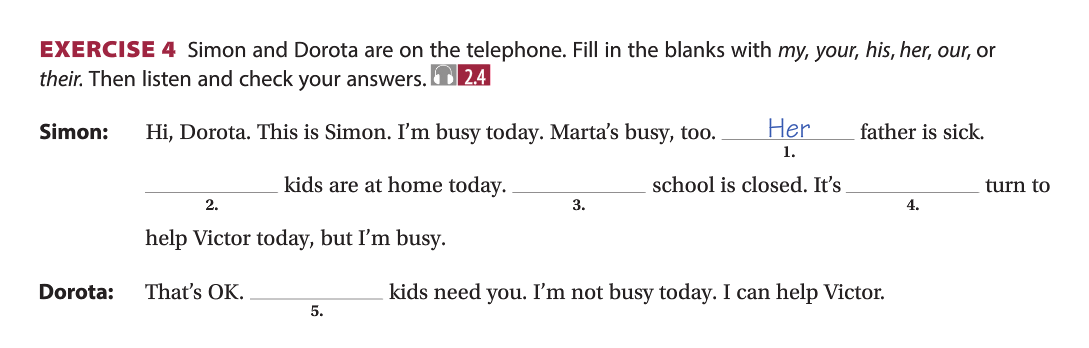 EXERCISE 4 Simon and Dorota are on the telephone. Fill in the blanks with my, your, his, her, our, or
their. Then listen and check your answers. 2.4
Simon: Hi, Dorota. This is Simon. I'm busy today. Marta's busy, too. Her father is sick.
1.
kids are at home today. school is closed. It's turn to
2. 3. 4.
help Victor today, but I'm busy.
Dorota: That's OK. kids need you. I'm not busy today. I can help Victor.
5.